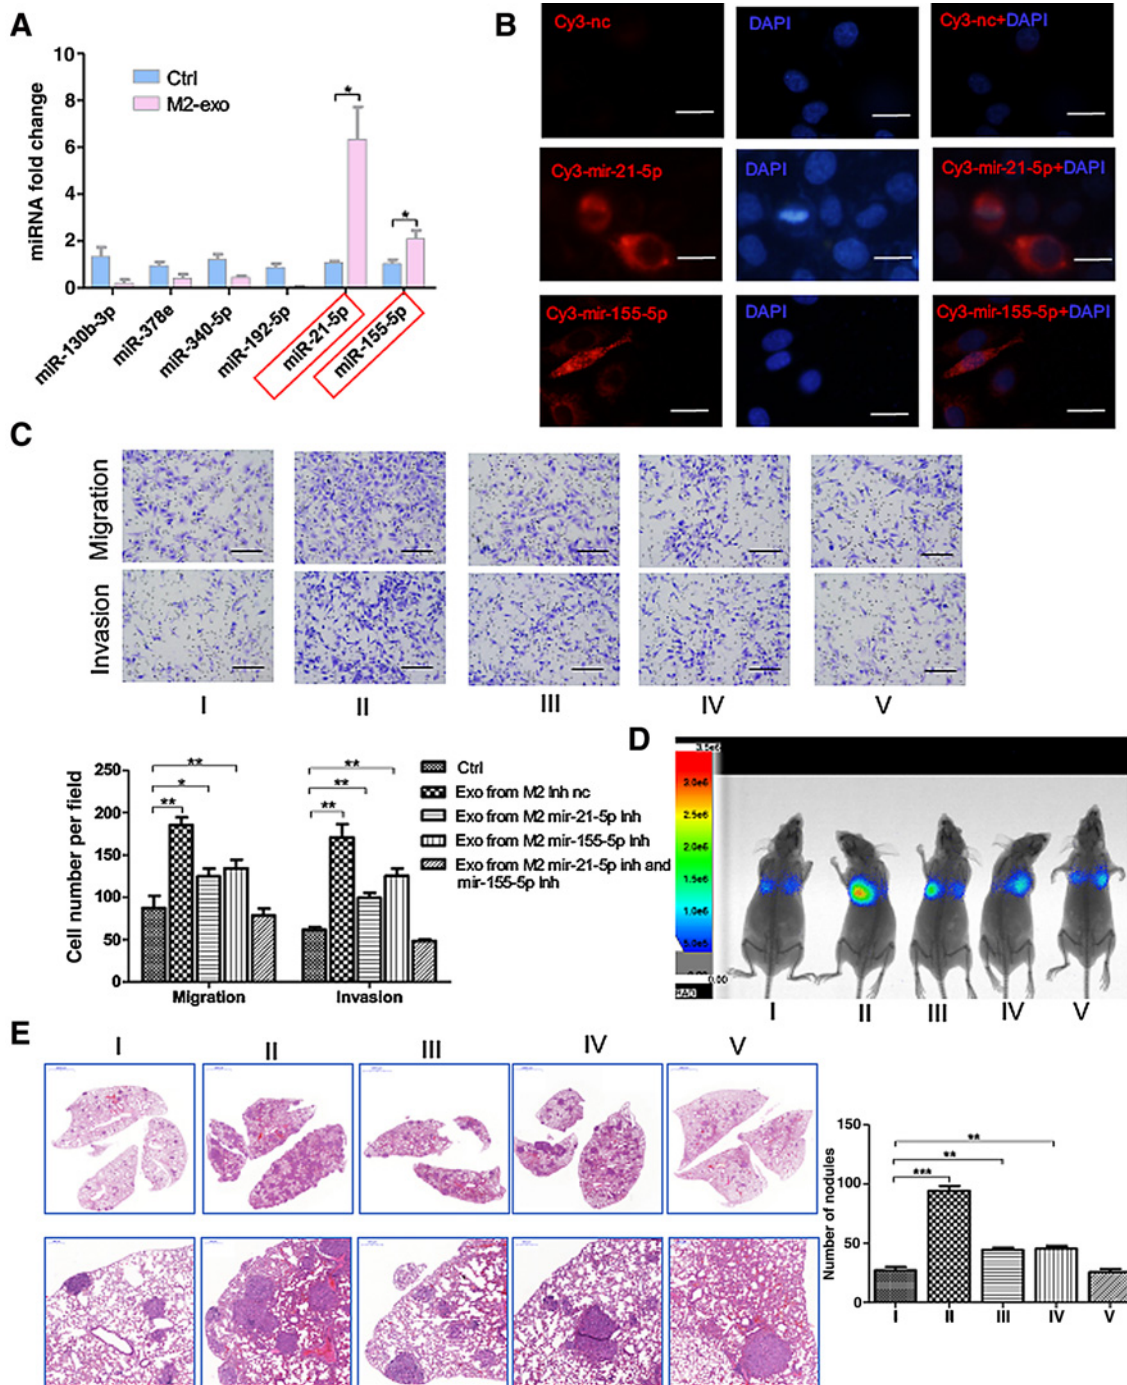 A
10
8
6
4
2
0
miRNA fold change
Ctrl
M2-exo
*
*
miR-130b-3p
miR-378e
miR-340-5p
miR-192-5p
miR-21-5p
miR-155-5p
B
Cy3-nc
DAPI
Cy3-nc+DAPI
Cy3-mir-21-5p
DAPI
Cy3-mir-21-5p+DAPI
Cy3-mir-155-5p
DAPI
Cy3-mir-155-5p+DAPI
C
Migration
Invasion
I
II
III
IV
V
Cell number per field
250
200
150
100
50
0
**
*
**
**
**
**
Migration
Invasion
Ctrl
Exo from M2 Inh nc
Exo from M2 mir-21-5p Inh
Exo from M2 mir-155-5p Inh
Exo from M2 mir-21-5p inh and
mir-155-5p Inh
D
3.0e6
2.5e6
2.0e6
1.5e6
1.0e6
5.0e5
0.00
I
II
III
IV
V
E
I
II
III
IV
V
Number of nodules
150
100
50
0
**
**
***
I
II
III
IV
V